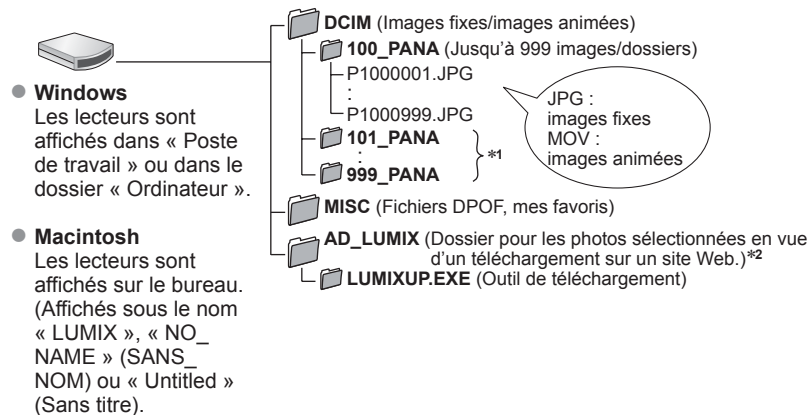 ● Windows
Les lecteurs sont
affichés dans « Poste
de travail » ou dans le
dossier « Ordinateur ».
● Macintosh
Les lecteurs sont
affichés sur le bureau.
(Affichés sous le nom
« LUMIX », « NO_
NAME » (SANS_
NOM) ou « Untitled »
(Sans titre).
DCIM (Images fixes/images animées)
100_PANA (Jusqu'à 999 images/dossiers)
P1000001.JPG
:
P1000999.JPG
101_PANA
:
999_PANA
*1
JPG :
images fixes
MOV :
images animées
MISC (Fichiers DPOF, mes favoris)
AD_LUMIX (Dossier pour les photos sélectionnées en vue
d'un téléchargement sur un site Web.)*2
LUMIXUP.EXE (Outil de téléchargement)